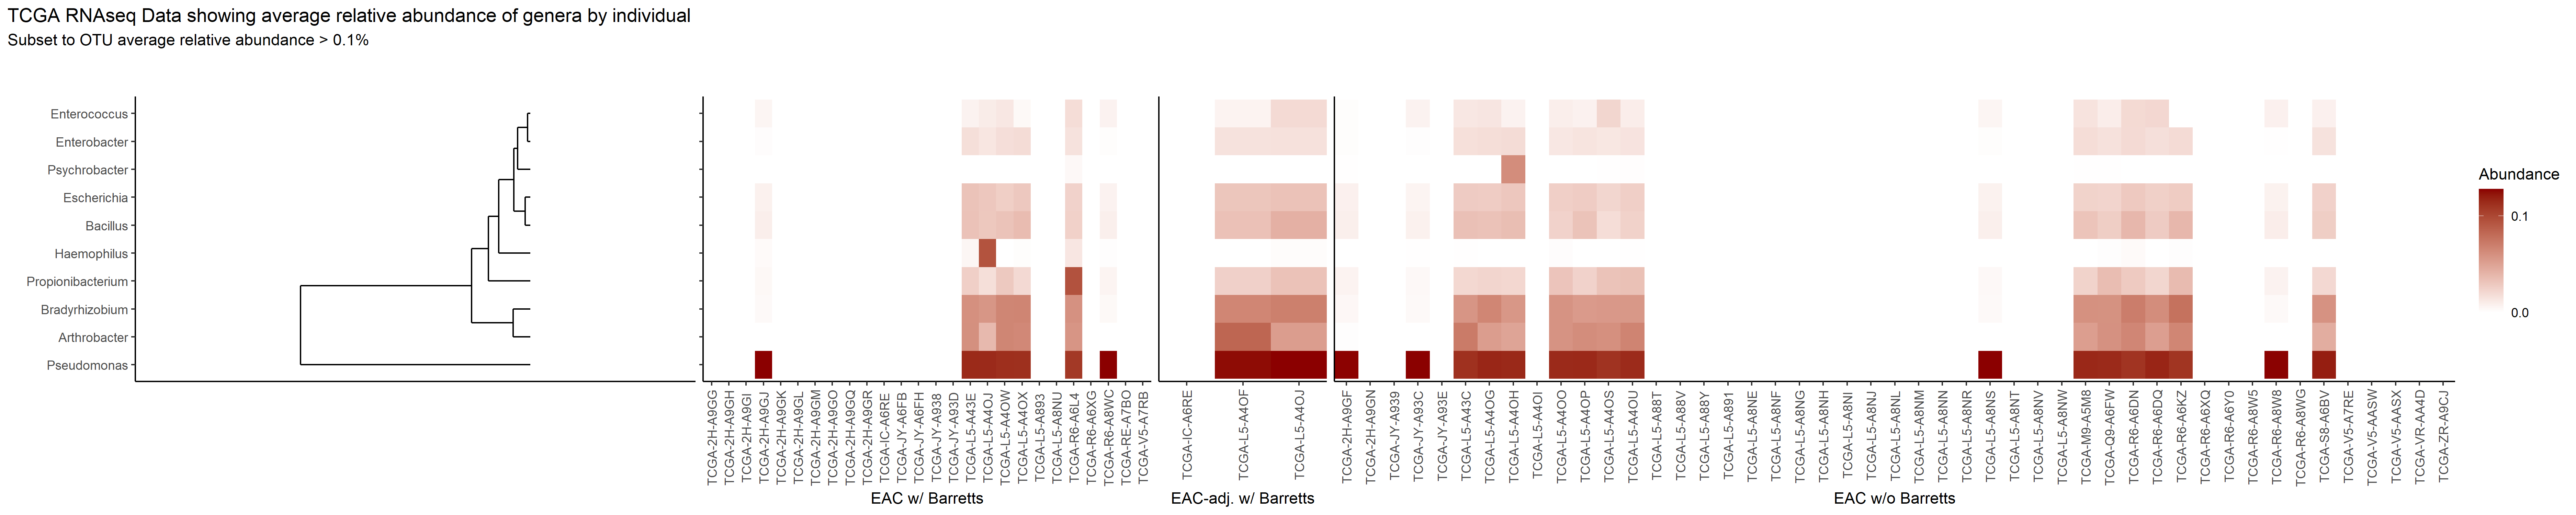 TCGA RNAseq Data showing average relative abundance of genera by individual
Subset to OTU average relative abundance > 0.1%
Enterococcus
Enterobacter
Psychrobacter
Escherichia
Bacillus
Haemophilus
Propionibacterium
Bradyrhizobium
Arthrobacter
Pseudomonas
TCGA-2H-A9GG
TCGA-2H-A9GH
TCGA-2H-A9GI
TCGA-2H-A9GJ
TCGA-2H-A9GK
TCGA-2H-A9GL
TCGA-2H-A9GM
TCGA-2H-A9GO
TCGA-2H-A9GQ
TCGA-2H-A9GR
TCGA-IC-A6RE
TCGA-JY-A6FB
TCGA-JY-A6FH
TCGA-JY-A938
TCGA-JY-A93D
TCGA-L5-A43E
TCGA-L5-A4OJ
TCGA-L5-A4OW
TCGA-L5-A4OX
TCGA-L5-A893
TCGA-L5-A8NU
TCGA-R6-A6L4
TCGA-R6-A6XG
TCGA-R6-A8WC
TCGA-RE-A7BO
TCGA-V5-A7RB
EAC w/ Barretts
TCGA-IC-A6RE
TCGA-L5-A4OF
TCGA-L5-A4OJ
EAC-adj. w/ Barretts
TCGA-2H-A9GF
TCGA-2H-A9GN
TCGA-JY-A939
TCGA-JY-A93C
TCGA-JY-A93E
TCGA-L5-A43C
TCGA-L5-A4OG
TCGA-L5-A4OH
TCGA-L5-A4OI
TCGA-L5-A4OO
TCGA-L5-A4OP
TCGA-L5-A4OS
TCGA-L5-A4OU
TCGA-L5-A88T
TCGA-L5-A88V
TCGA-L5-A88Y
TCGA-L5-A891
TCGA-L5-A8NE
TCGA-L5-A8NF
TCGA-L5-A8NG
TCGA-L5-A8NH
TCGA-L5-A8NI
TCGA-L5-A8NJ
TCGA-L5-A8NL
TCGA-L5-A8NM
TCGA-L5-A8NN
TCGA-L5-A8NR
TCGA-L5-A8NS
TCGA-L5-A8NT
TCGA-L5-A8NV
TCGA-L5-A8NW
TCGA-M9-A5M8
TCGA-Q9-A6FW
TCGA-R6-A6DN
TCGA-R6-A6DQ
TCGA-R6-A6KZ
TCGA-R6-A6XQ
TCGA-R6-A6Y0
TCGA-R6-A8W5
TCGA-R6-A8W8
TCGA-R6-A8WG
TCGA-S8-A6BV
TCGA-V5-A7RE
TCGA-V5-AASW
TCGA-V5-AASX
TCGA-VR-AA4D
TCGA-ZR-A9CJ
EAC w/o Barretts
Abundance
0.1
0.0